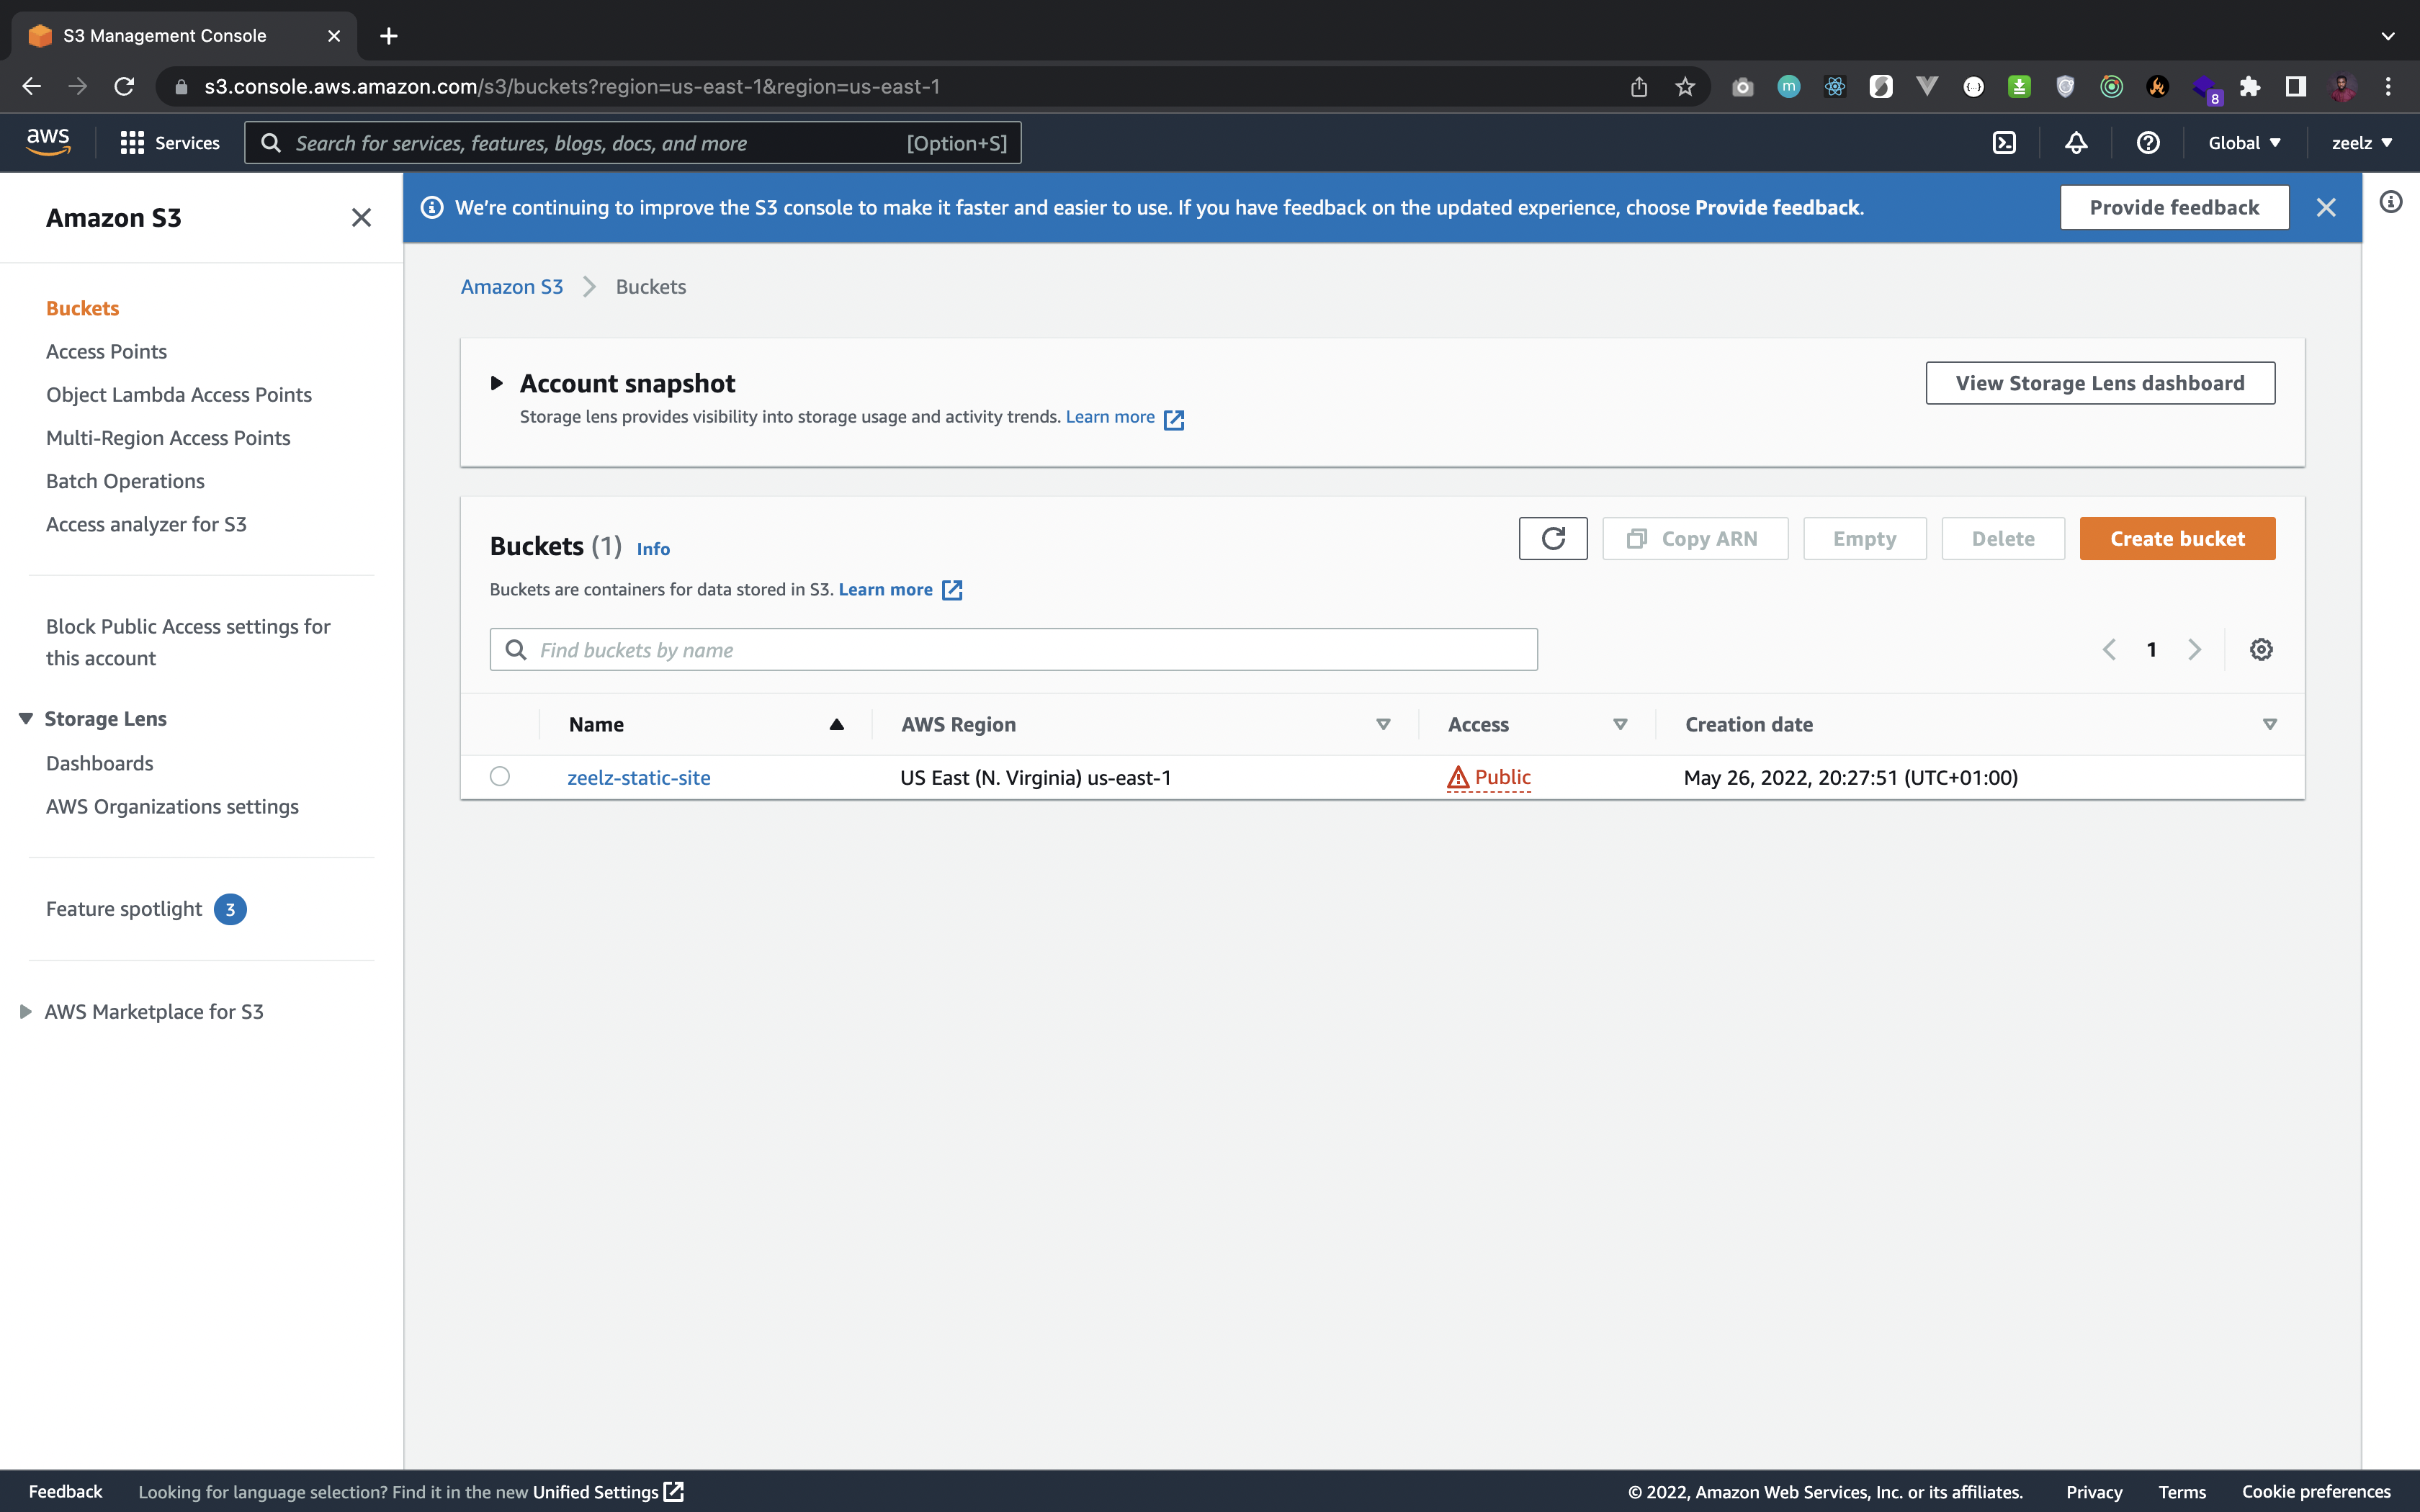 S3 Management Console
s3.console.aws.amazon.com/s3/buckets?region=us-east-1&region=us-east-1
m
8
aws
Services
Search for services, features, blogs, docs, and more
[Option+S]
Global
zeelz
Amazon S3
We're continuing to improve the S3 console to make it faster and easier to use. If you have feedback on the updated experience, choose Provide feedback.
Provide feedback
Buckets
Access Points
Object Lambda Access Points
Multi-Region Access Points
Batch Operations
Access analyzer for S3
Block Public Access settings for
this account
Storage Lens
Dashboards
AWS Organizations settings
Feature spotlight 3
AWS Marketplace for S3
Amazon S3
Buckets
Account snapshot
Storage lens provides visibility into storage usage and activity trends. Learn more
View Storage Lens dashboard
Buckets (1) Info
Copy ARN
Empty
Delete
Create bucket
Buckets are containers for data stored in S3. Learn more
Find buckets by name
1
Name
AWS Region
Access
Creation date
zeelz-static-site
US East (N. Virginia) us-east-1
Public
May 26, 2022, 20:27:51 (UTC+01:00)
Feedback
Looking for language selection? Find it in the new Unified Settings
© 2022, Amazon Web Services, Inc. or its affiliates.
Privacy
Terms
Cookie preferences